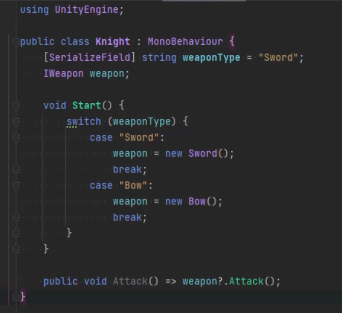 using UnityEngine;
public class Knight : MonoBehaviour {
[SerializeField] string weaponType = "Sword";
IWeapon weapon;
void Start() {
switch (weaponType) {
case "Sword":
weapon = new Sword();
break;
case "Bow":
weapon = new Bow();
break;
}
}
public void Attack() => weapon?.Attack();
}